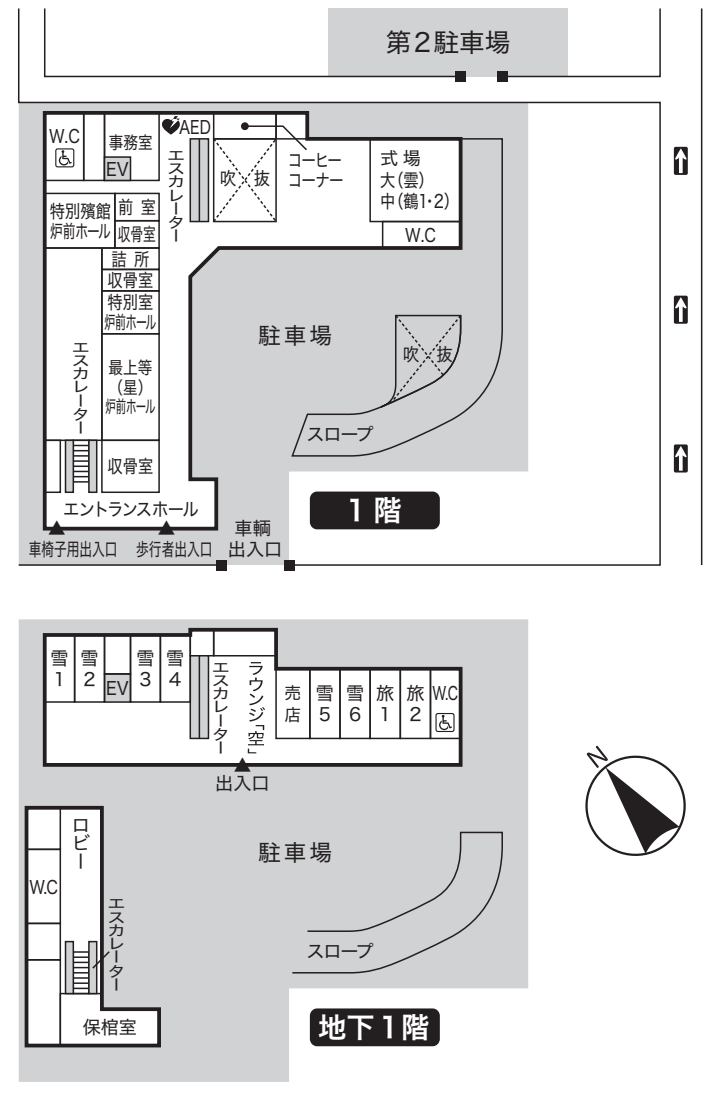 第2駐車場
W.C
事務室
EV
AED
エスカレーター
吹 抜
コーヒー
コーナー
式 場
大(雲)
中(鶴1・2)
W.C
特別殯館
炉前ホール
前 室
収骨室
詰 所
収骨室
特別室
炉前ホール
エスカレーター
最上等
(星)
炉前ホール
収骨室
駐車場
吹 抜
スロープ
エントランスホール
1階
車椅子用出入口
歩行者出入口
車輌
出入口
雪1
雪2
EV
雪3
雪4
エスカレーター
ラウンジ「空」
売店
雪5
雪6
旅1
旅2
W.C
出入口
N
ロビー
W.C
エスカレーター
保棺室
駐車場
スロープ
地下1階